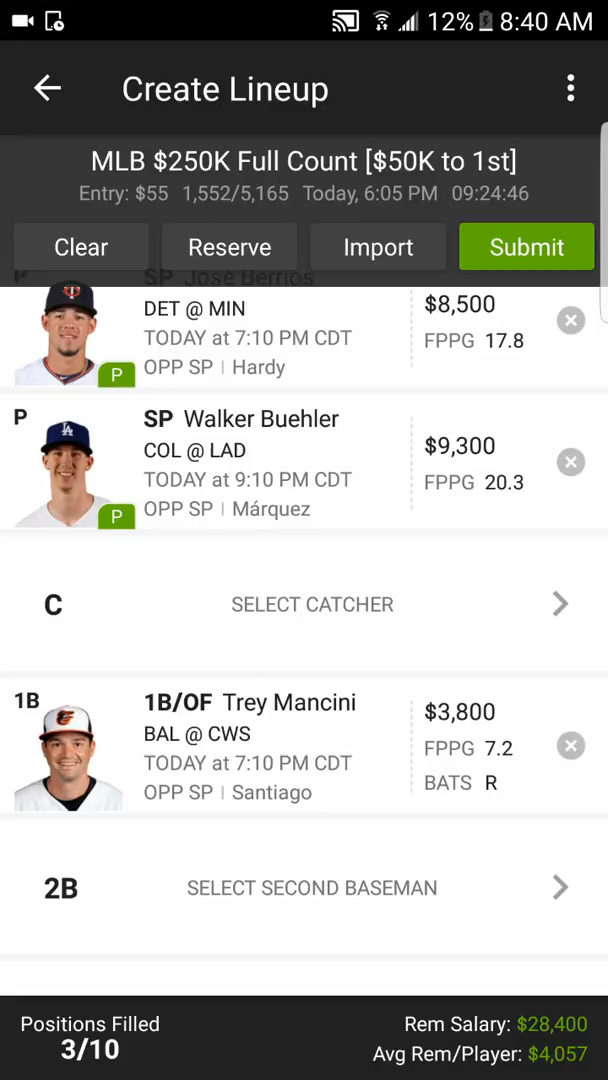 12% 8:40 AM
Create Lineup
MLB $250K Full Count [$50K to 1st]
Entry: $55 1,552/5,165 Today, 6:05 PM 09:24:46
Clear Reserve Import Submit
P SP Jose Berrios
DET @ MIN
$8,500
TODAY at 7:10 PM CDT
FPPG 17.8
OPP SP | Hardy
P
P SP Walker Buehler
COL @ LAD
$9,300
TODAY at 9:10 PM CDT
FPPG 20.3
OPP SP | Márquez
P
C SELECT CATCHER
1B 1B/OF Trey Mancini
BAL @ CWS
$3,800
TODAY at 7:10 PM CDT
FPPG 7.2
OPP SP | Santiago
BATS R
2B SELECT SECOND BASEMAN
Positions Filled
3/10
Rem Salary: $28,400
Avg Rem/Player: $4,057